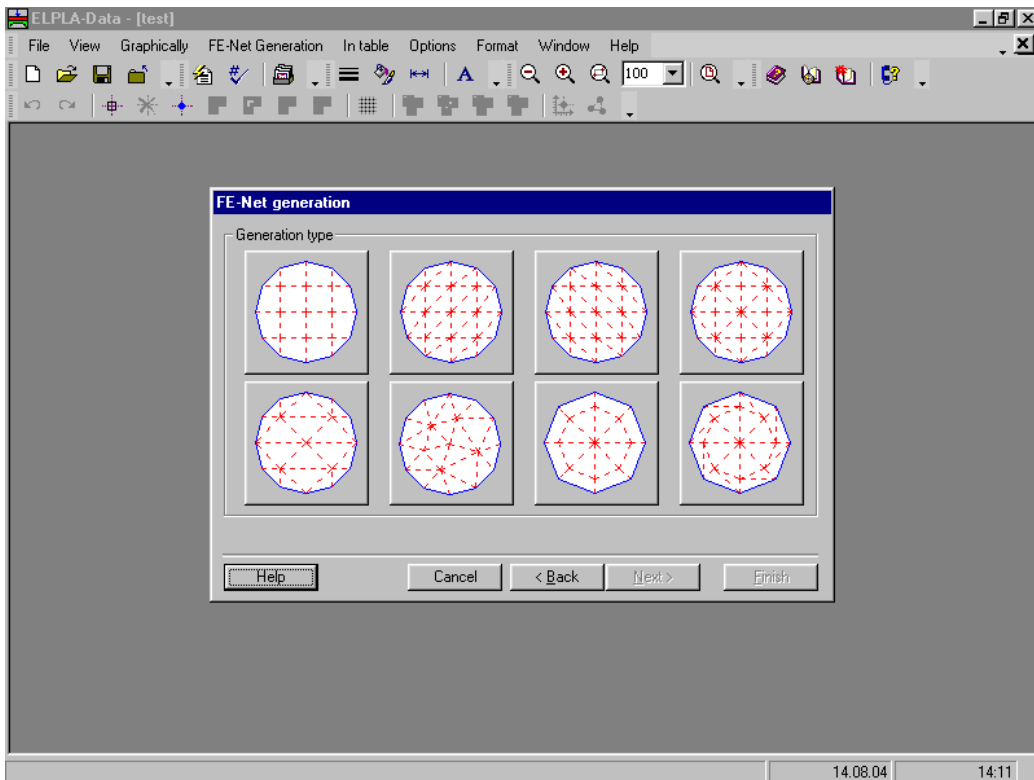 ELPLA-Data - [test]
File View Graphically FE-Net Generation In table Options Format Window Help
A 100
FE-Net generation
Generation type
Help Cancel < Back Next > Finish
14.08.04 14:11